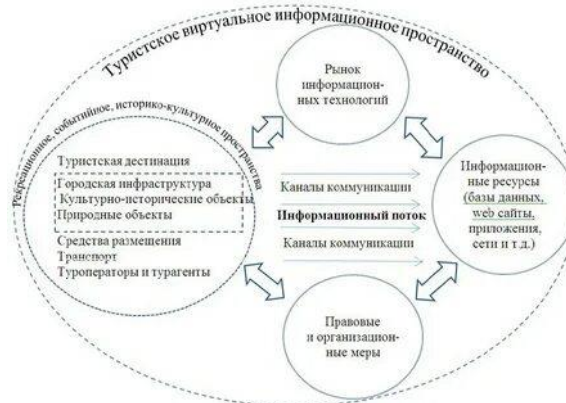 Туристское виртуальное информационное пространство
Рынок
информацион-
ных технологий
Рекреационное, событийное, историко-культурное пространства
Туристская дестинация
Городская инфраструктура
Культурно-исторические объекты
Природные объекты
Средства размещения
Транспорт
Туроператоры и турагенты
Каналы коммуникации
Информационный поток
Каналы коммуникации
Информацион-
ные ресурсы
(базы данных,
web сайты,
приложения,
сети и т.д.)
Правовые
и организацион-
ные меры